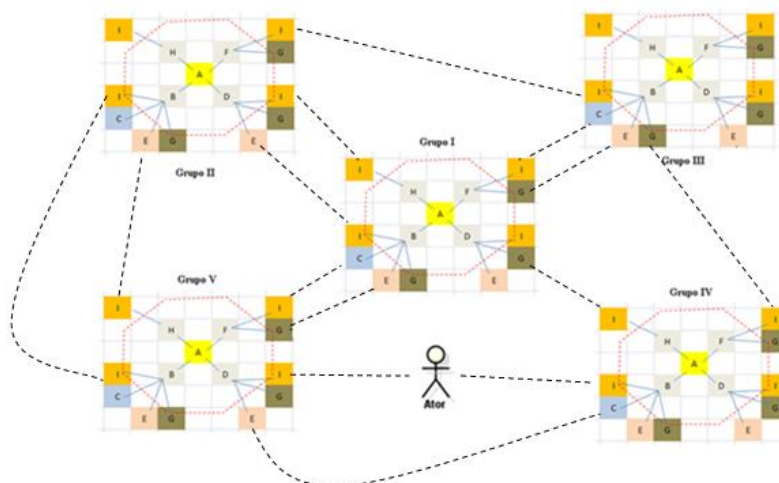 I I
H F G
A
I B D I
C G
E G E
Grupo II
I I
H F G
A
I B D I
C G
E G E
Grupo III
Grupo I
I I
H F G
A
I B D I
C G
E G E
Grupo V
I I
H F G
A
I B D I
C G
E G E
Ator
Grupo IV
I I
H F G
A
I B D I
C G
E G E